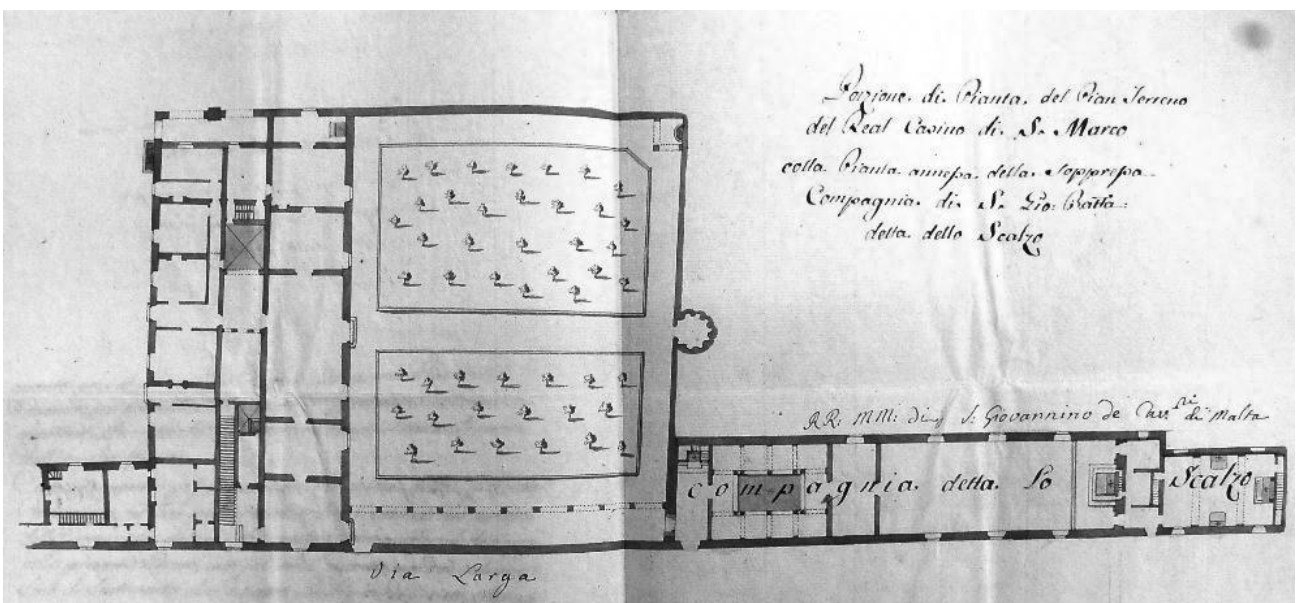 Porzione di Pianta del Pian Terreno
del Real Casino di S. Marco
colla Pianta annessa della Soppressa
Compagnia di S. Gio: Batta:
detta dello Scalzo
RR: MM: di S: Giovannino de Cav.ri di Malta
Compagnia detta Lo Scalzo
Via Larga